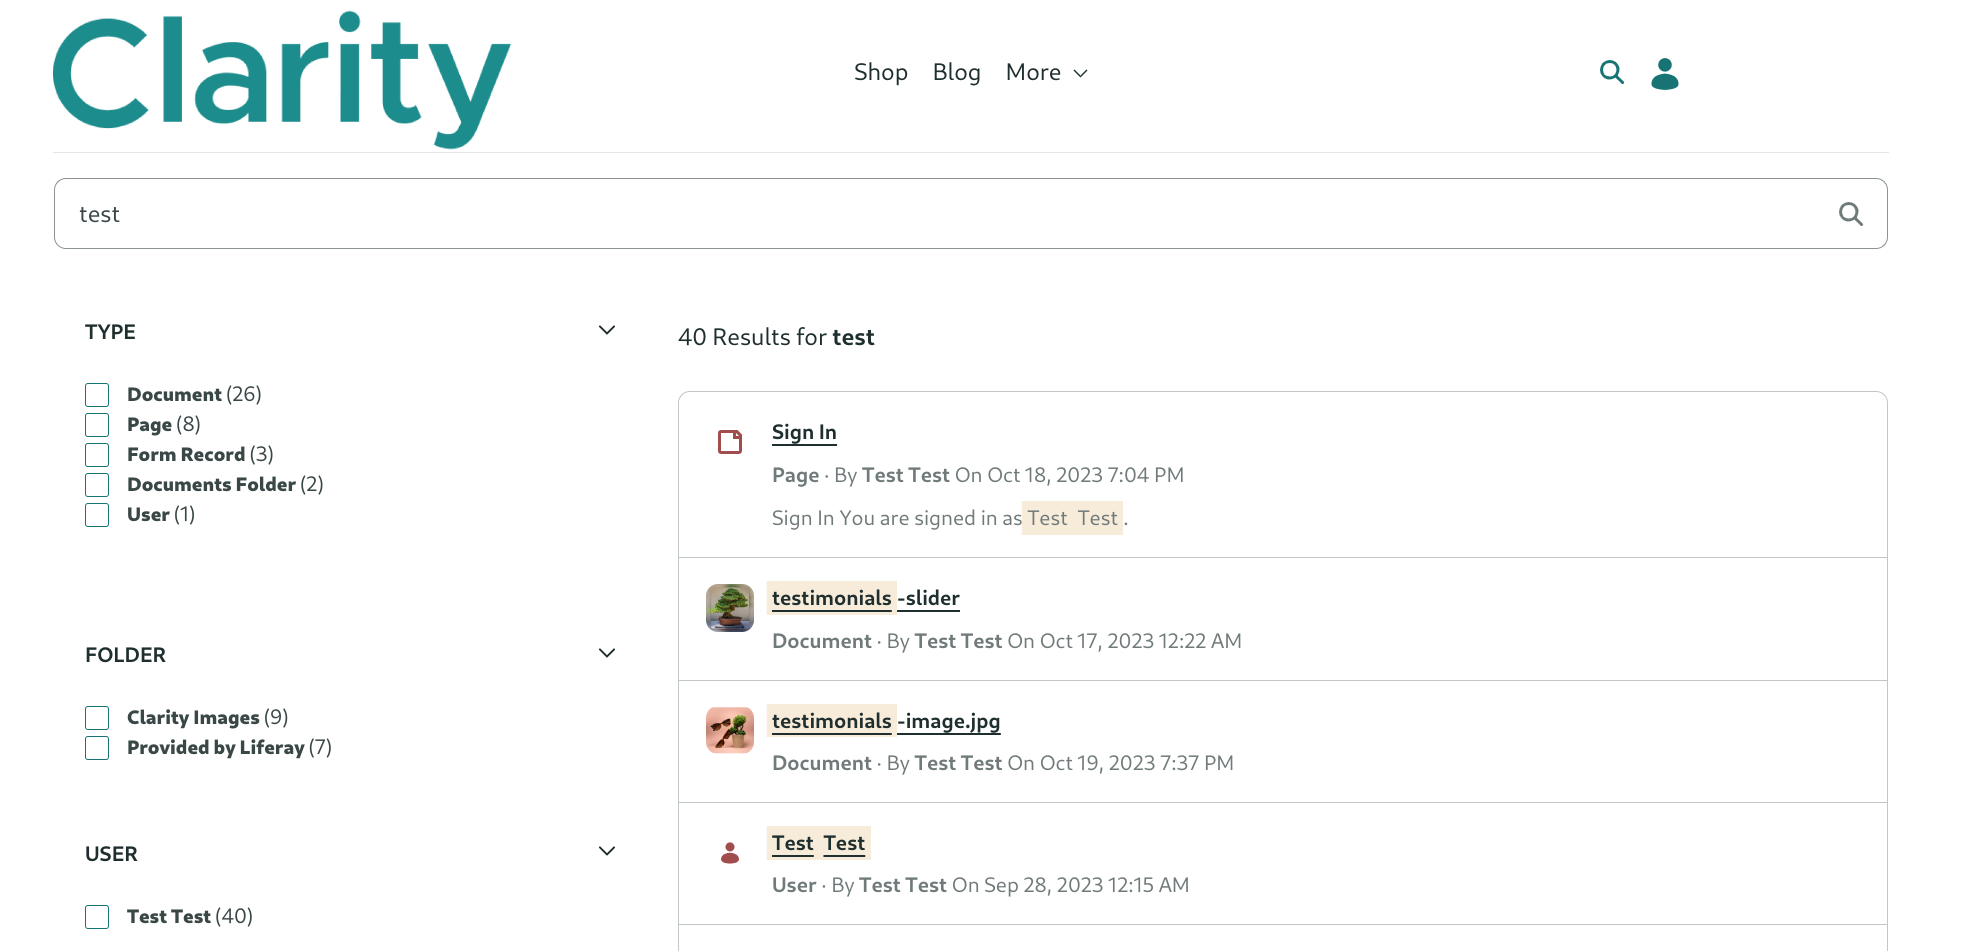 Clarity
Shop Blog More
test
TYPE
Document (26)
Page (8)
Form Record (3)
Documents Folder (2)
User (1)
FOLDER
Clarity Images (9)
Provided by Liferay (7)
USER
Test Test (40)
40 Results for test
Sign In
Page · By Test Test On Oct 18, 2023 7:04 PM
Sign In You are signed in as Test Test .
testimonials -slider
Document · By Test Test On Oct 17, 2023 12:22 AM
testimonials -image.jpg
Document · By Test Test On Oct 19, 2023 7:37 PM
Test Test
User · By Test Test On Sep 28, 2023 12:15 AM